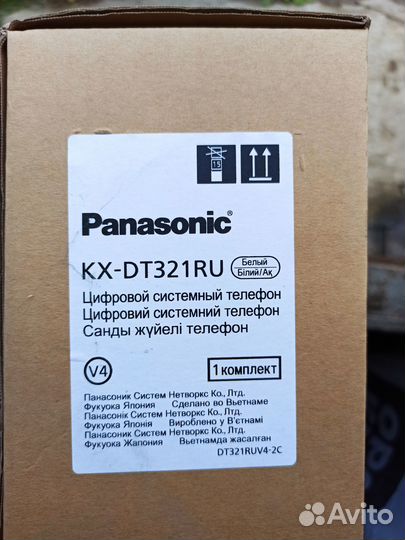 15
Panasonic®
KX-DT321RU Белый
Білий/Ақ
Цифровой системный телефон
Цифровий системний телефон
Санды жүйелі телефон
V4 1 комплект
Панасоник Систем Нетворкс Ко., Лтд.
Фукуока Япония Сделано во Вьетнаме
Панасонік Систем Нетворкс Ко., Лтд.
Фукуока Японія Вироблено у В'єтнамі
Панасоник Систем Нетворкс Ко., Лтд.
Фукуока Жапония Вьетнамда жасалған
DT321RUV4-2C
Avito